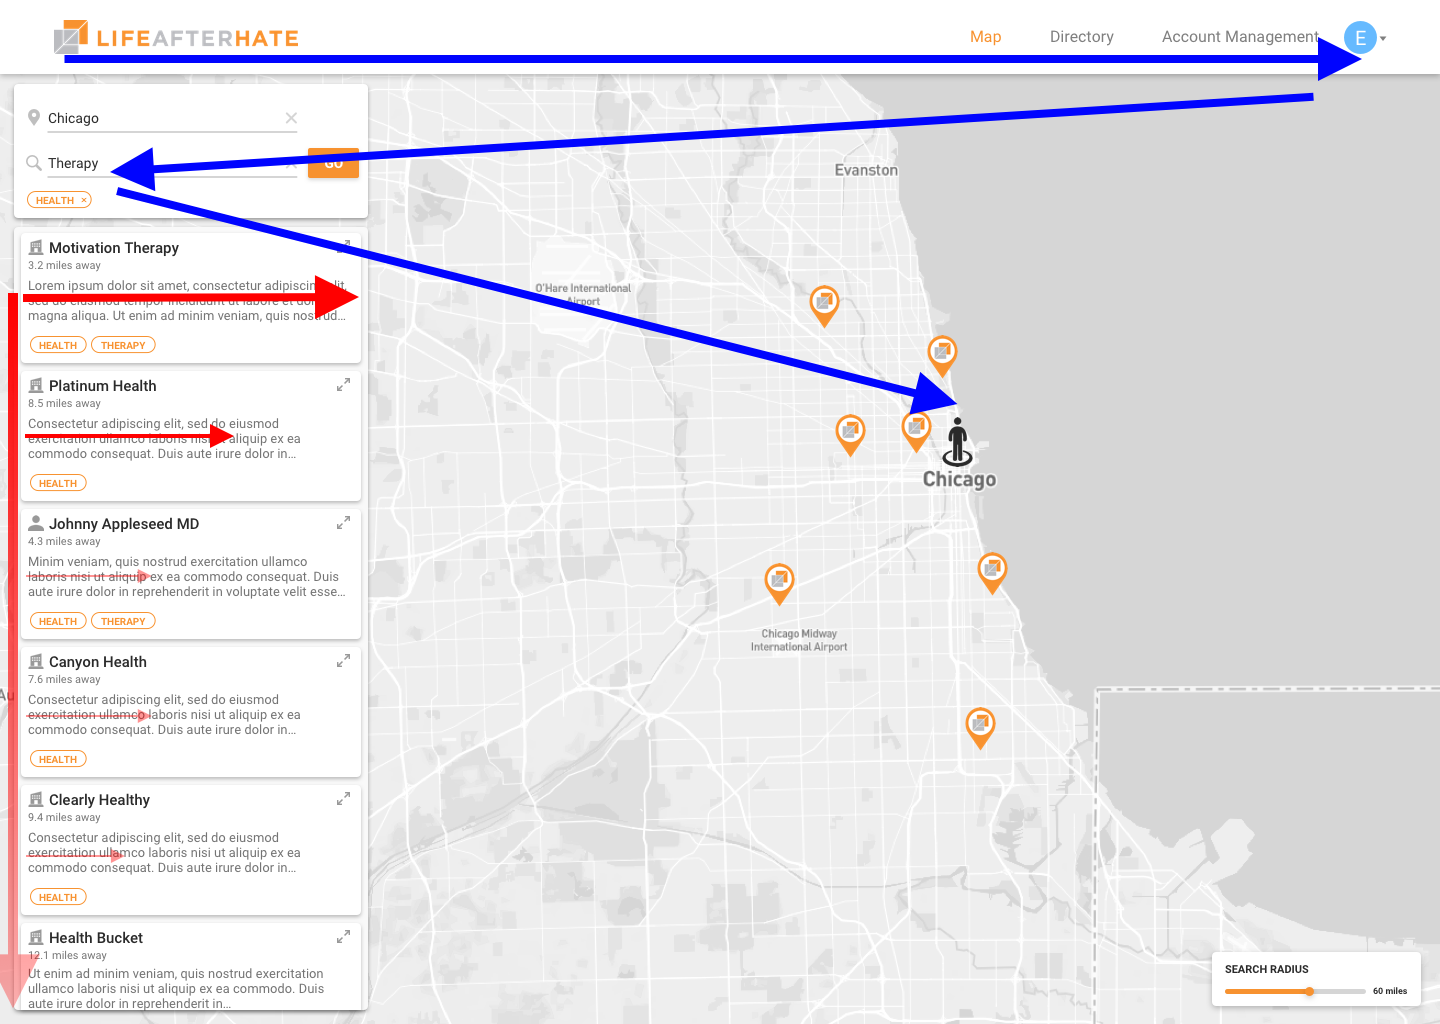 LIFEAFTERHATE
Map
Directory
Account Management
E
Chicago
Therapy
GO
HEALTH ×
Motivation Therapy
3.2 miles away
Lorem ipsum dolor sit amet, consectetur adipiscing elit,
sed do eiusmod tempor incididunt ut labore et dolore
magna aliqua. Ut enim ad minim veniam, quis nostrud...
HEALTH
THERAPY
Platinum Health
8.5 miles away
Consectetur adipiscing elit, sed do eiusmod
exercitation ullamco laboris nisi ut aliquip ex ea
commodo consequat. Duis aute irure dolor in...
HEALTH
Johnny Appleseed MD
4.3 miles away
Minim veniam, quis nostrud exercitation ullamco
laboris nisi ut aliquip ex ea commodo consequat. Duis
aute irure dolor in reprehenderit in voluptate velit esse...
HEALTH
THERAPY
Canyon Health
7.6 miles away
Consectetur adipiscing elit, sed do eiusmod
exercitation ullamco laboris nisi ut aliquip ex ea
commodo consequat. Duis aute irure dolor in...
HEALTH
Clearly Healthy
9.4 miles away
Consectetur adipiscing elit, sed do eiusmod
exercitation ullamco laboris nisi ut aliquip ex ea
commodo consequat. Duis aute irure dolor in...
HEALTH
Health Bucket
12.1 miles away
Ut enim ad minim veniam, quis nostrud exercitation
ullamco laboris nisi ut aliquip ex ea commodo. Duis
aute irure dolor in reprehenderit in...
Evanston
O'Hare International
Airport
Chicago
Chicago Midway
International Airport
Au
SEARCH RADIUS
60 miles